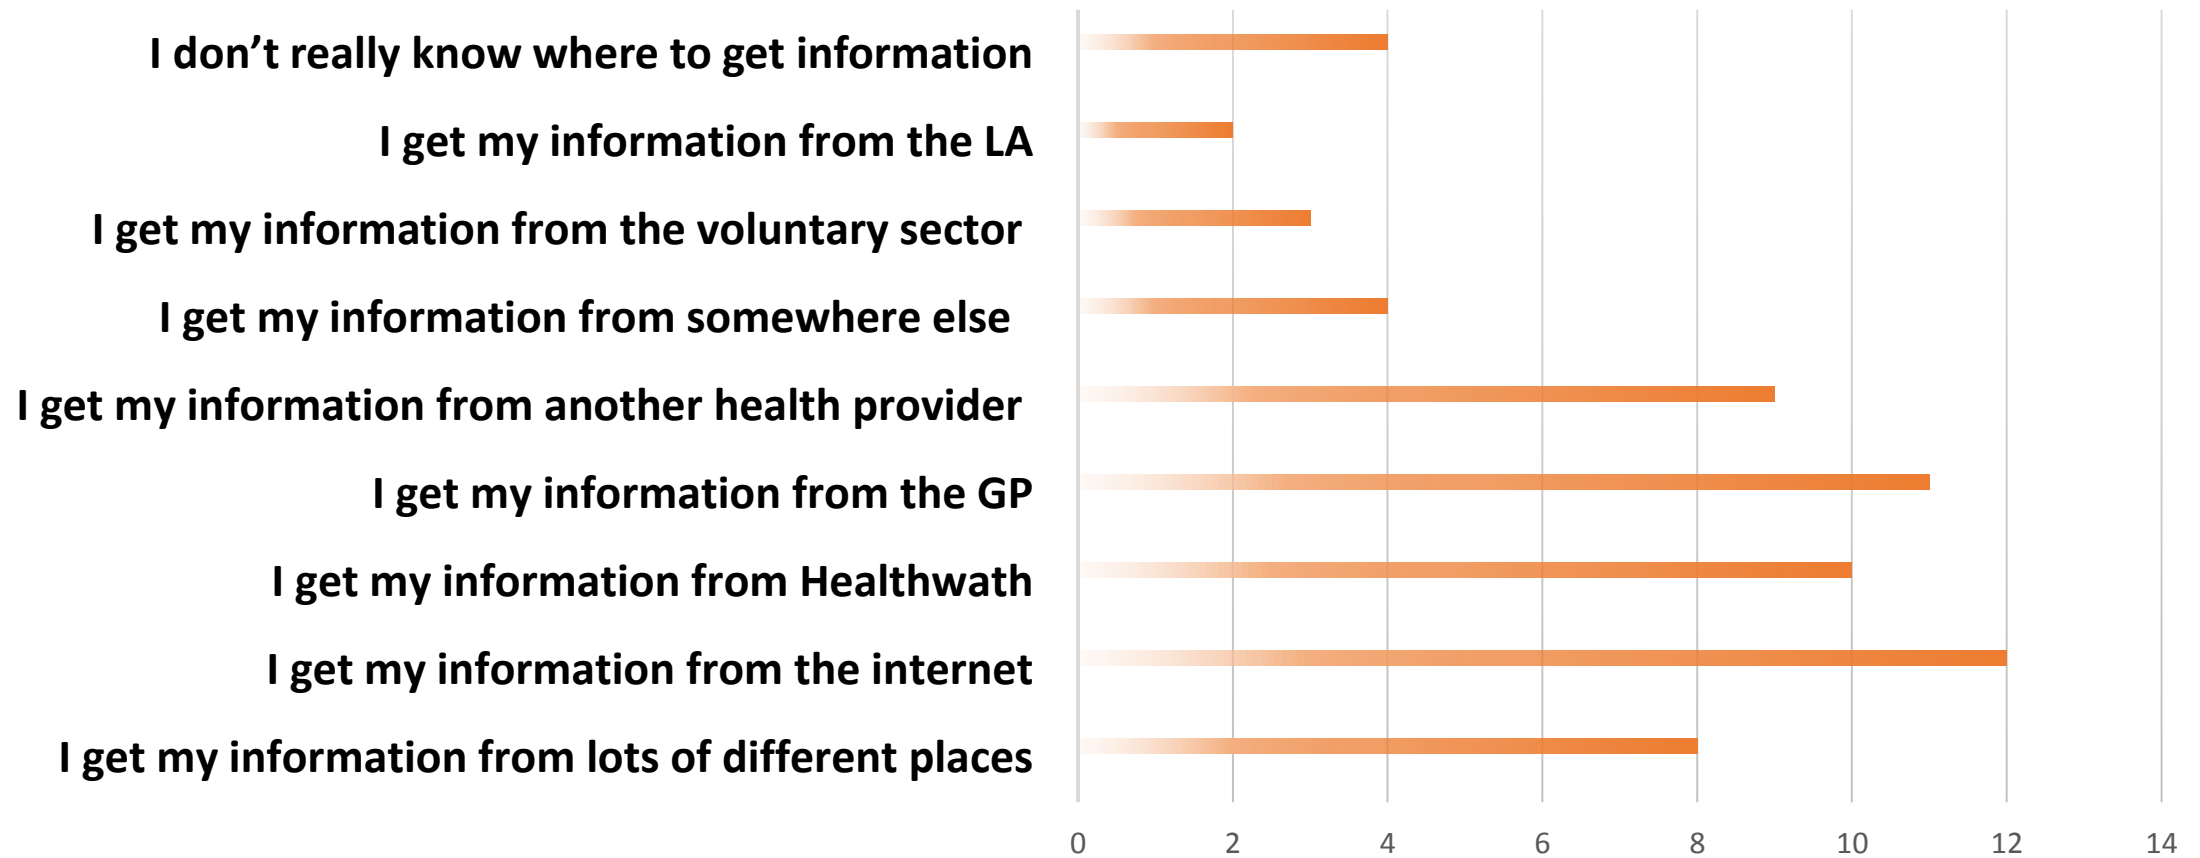 I don’t really know where to get information
I get my information from the LA
I get my information from the voluntary sector
I get my information from somewhere else
I get my information from another health provider
I get my information from the GP
I get my information from Healthwath
I get my information from the internet
I get my information from lots of different places
0 2 4 6 8 10 12 14